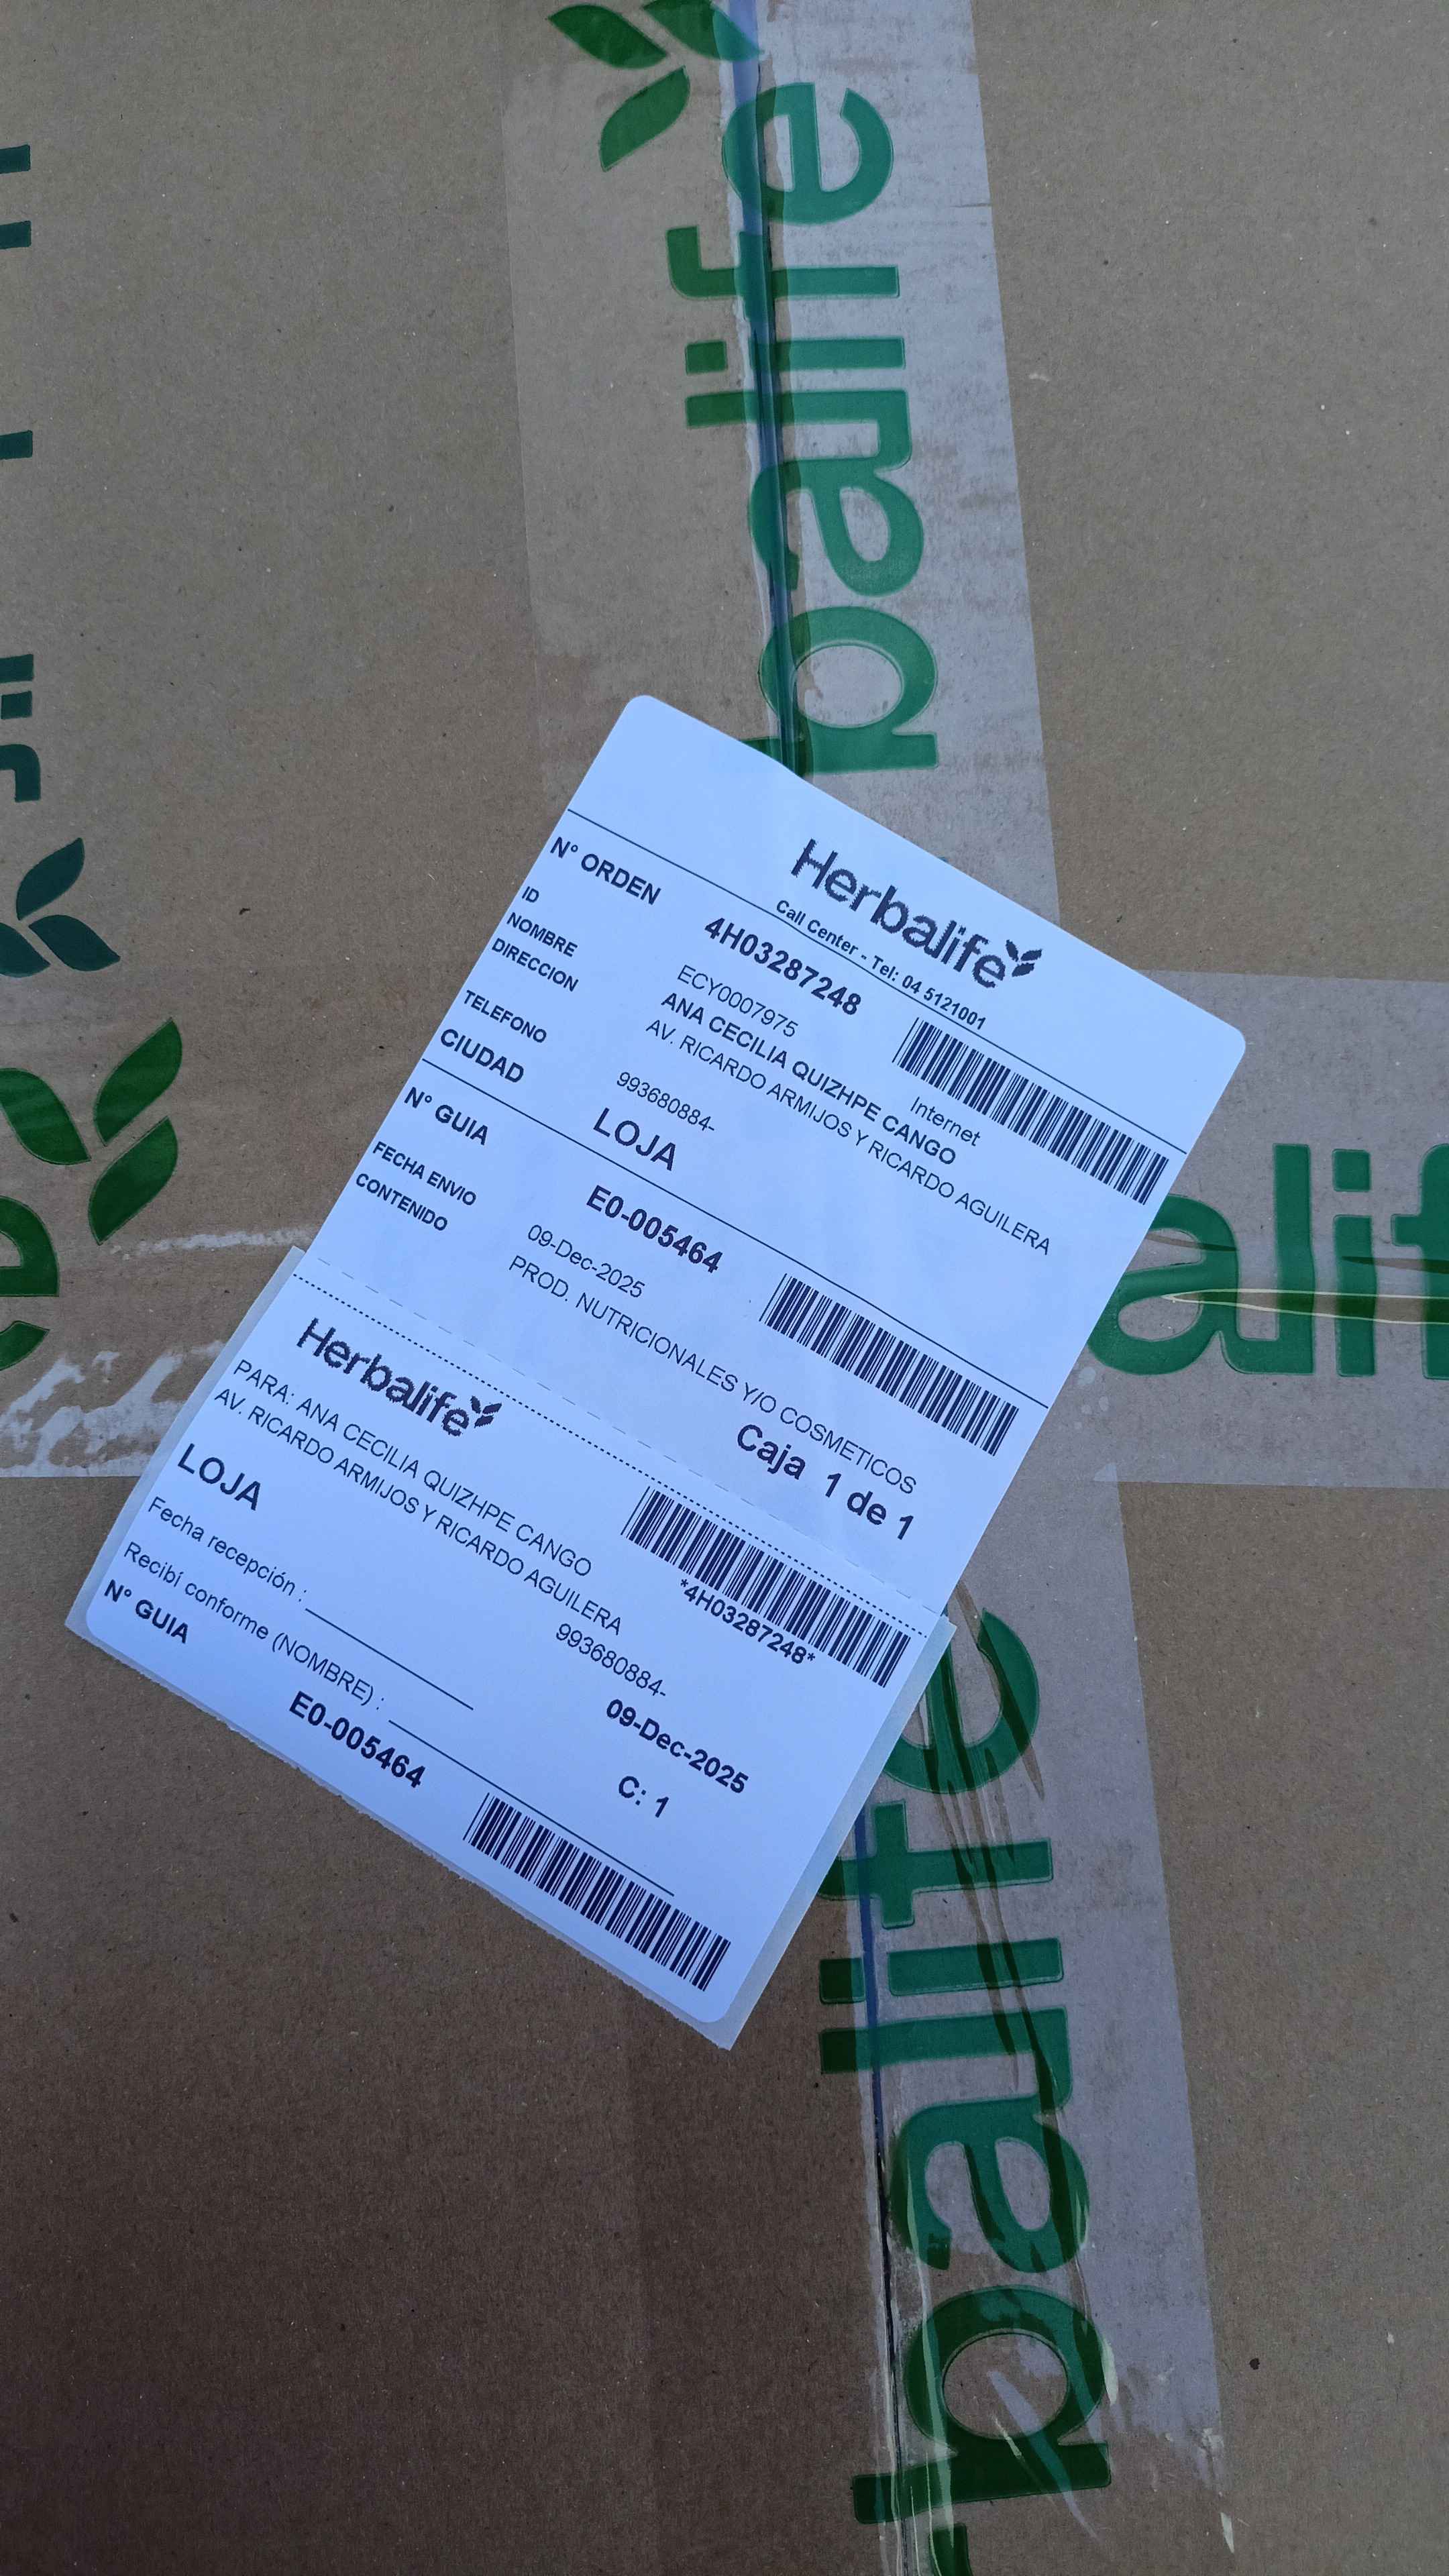 Herbalife
Call Center - Tel: 04 5121001
N° ORDEN 4H03287248
ID ECY0007975 Internet
NOMBRE ANA CECILIA QUIZHPE CANGO
DIRECCION AV. RICARDO ARMIJOS Y RICARDO AGUILERA
TELEFONO 993680884-
CIUDAD LOJA
N° GUIA E0-005464
FECHA ENVIO 09-Dec-2025
CONTENIDO PROD. NUTRICIONALES Y/O COSMETICOS
Caja 1 de 1
Herbalife
*4H03287248*
PARA: ANA CECILIA QUIZHPE CANGO
AV. RICARDO ARMIJOS Y RICARDO AGUILERA
LOJA 993680884-
Fecha recepción : 09-Dec-2025
Recibí conforme (NOMBRE) : C: 1
N° GUIA E0-005464
balife
alif
balife